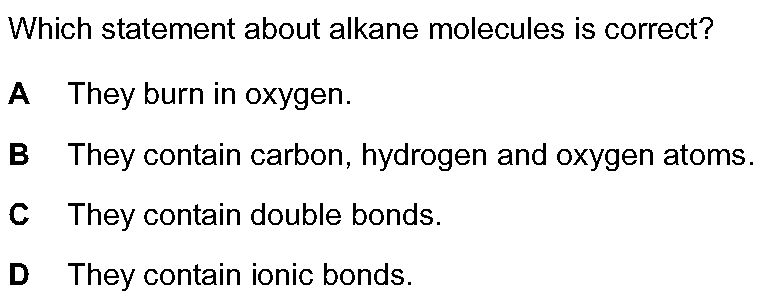 Which statement about alkane molecules is correct?
A They burn in oxygen.
B They contain carbon, hydrogen and oxygen atoms.
C They contain double bonds.
D They contain ionic bonds.